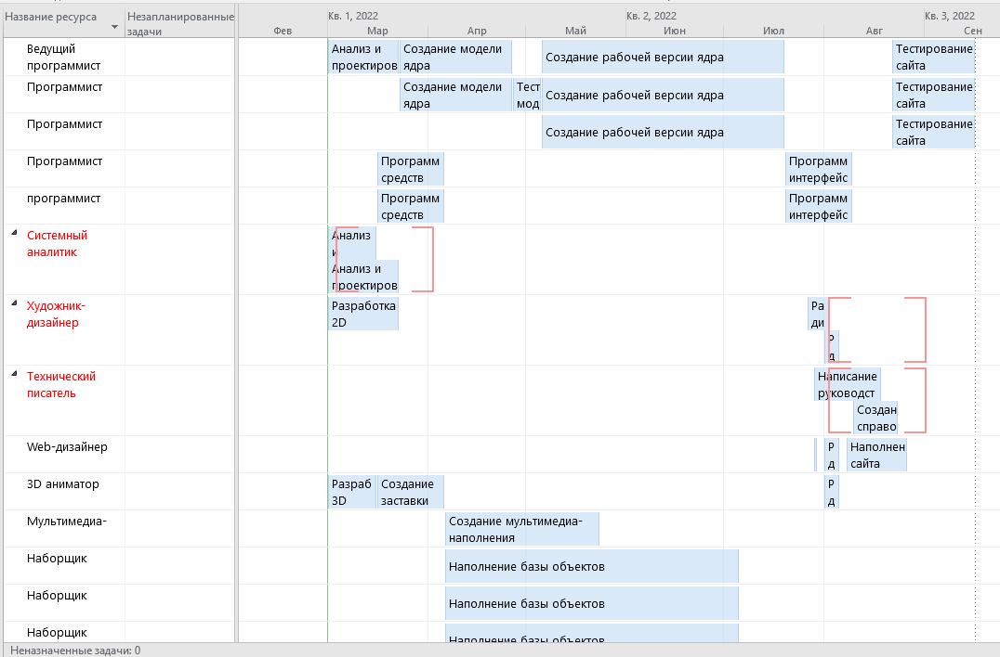 Название ресурса
Незапланированные
задачи
Кв. 1, 2022
Кв. 2, 2022
Кв. 3, 2022
Фев
Мар
Апр
Май
Июн
Июл
Авг
Сен
Ведущий
программист
Анализ и
проектиров
Создание модели
ядра
Создание рабочей версии ядра
Тестирование
сайта
Программист
Создание модели
ядра
Тест
мод
Создание рабочей версии ядра
Тестирование
сайта
Программист
Создание рабочей версии ядра
Тестирование
сайта
Программист
Программ
средств
Программ
интерфейс
программист
Программ
средств
Программ
интерфейс
Системный
аналитик
Анализ
и
Анализ и
проектиров
Художник-
дизайнер
Разработка
2D
Ра
ди
Р
д
Технический
писатель
Написание
руководст
Создан
справо
Web-дизайнер
Р
д
Наполнен
сайта
3D аниматор
Разраб
3D
Создание
заставки
Р
д
Мультимедиа-
Создание мультимедиа-
наполнения
Наборщик
Наполнение базы объектов
Наборщик
Наполнение базы объектов
Наборщик
Наполнение базы объектов
Неназначенные задачи: 0